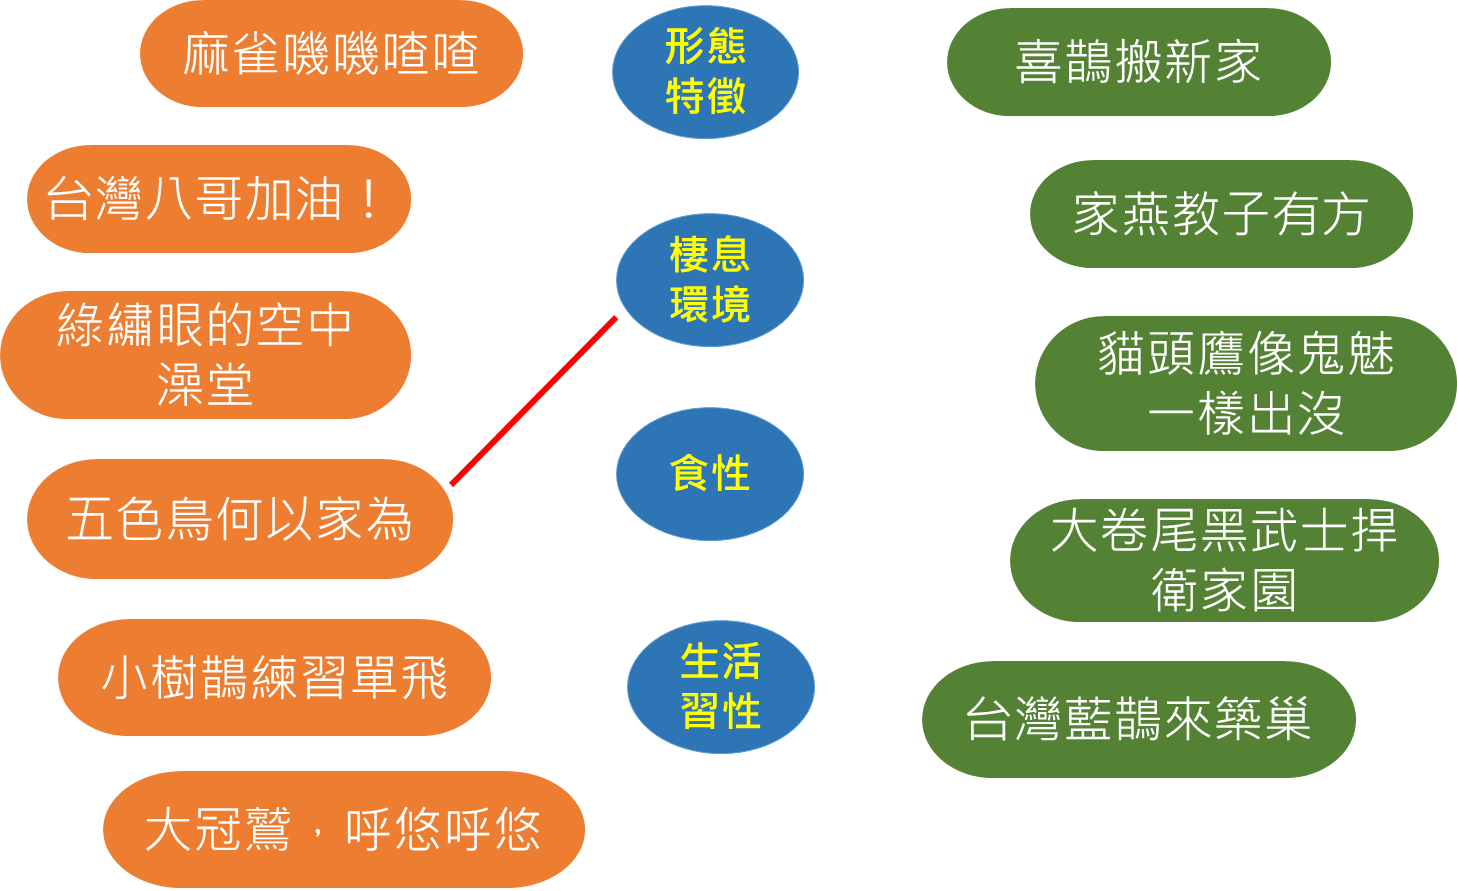 麻雀嘰嘰喳喳
台灣八哥加油！
綠繡眼的空中
澡堂
五色鳥何以家為
小樹鵲練習單飛
大冠鷲，呼悠呼悠
形態
特徵
棲息
環境
食性
生活
習性
喜鵲搬新家
家燕教子有方
貓頭鷹像鬼魅
一樣出沒
大卷尾黑武士捍
衛家園
台灣藍鵲來築巢